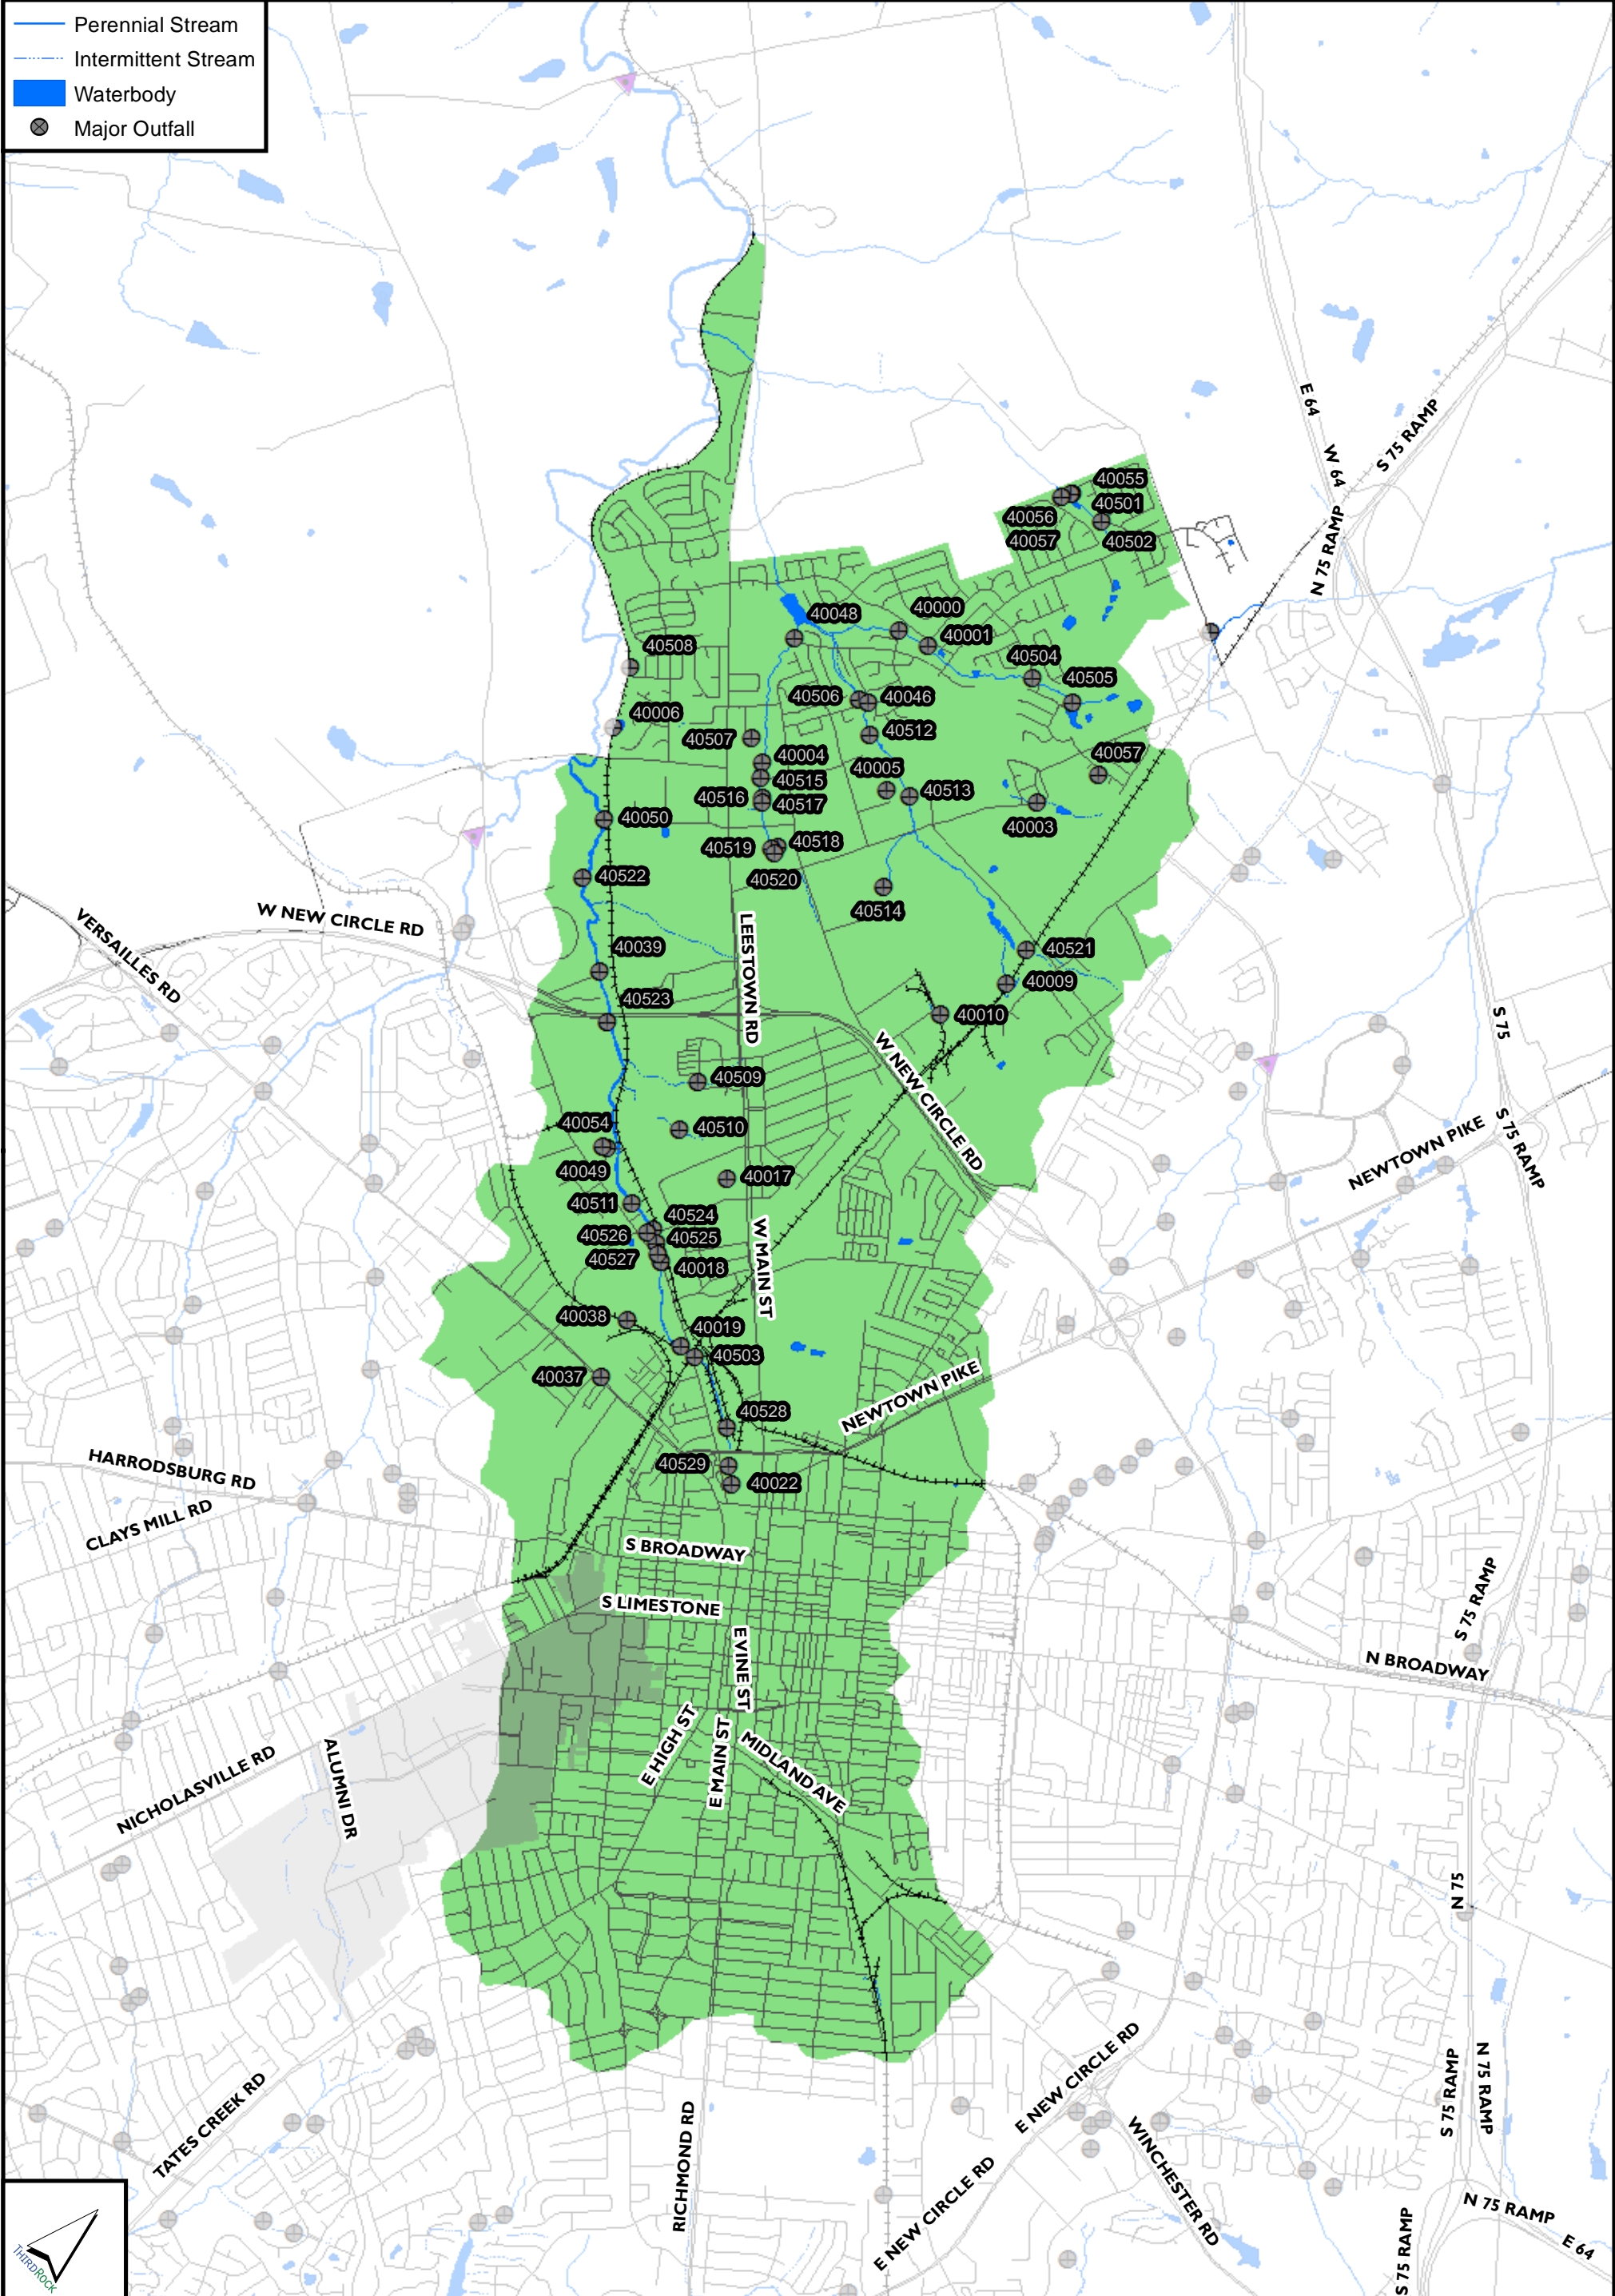 Perennial Stream
Intermittent Stream
Waterbody
Major Outfall
E 64
W 64
S 75 RAMP
N 75 RAMP
40055
40501
40056
40057
40502
40048
40000
40001
40508
40504
40505
40506
40046
40006
40507
40512
40004
40005
40057
40515
40516
40517
40513
40003
40050
40519
40518
40520
40522
40514
W NEW CIRCLE RD
VERSAILLES RD
LEESTOWN RD
40039
40521
40009
40523
40010
S 75
W NEW CIRCLE RD
40509
40054
40510
40049
40017
S 75 RAMP
NEWTOWN PIKE
40511
40524
40526
40525
40527
40018
W MAIN ST
40038
40019
40503
40037
40528
NEWTOWN PIKE
40529
40022
HARRODSBURG RD
CLAYS MILL RD
S BROADWAY
S LIMESTONE
S 75 RAMP
N BROADWAY
E VINE ST
E HIGH ST
E MAIN ST
MIDLAND AVE
NICHOLASVILLE RD
ALUMNI DR
N 75
TATES CREEK RD
RICHMOND RD
E NEW CIRCLE RD
E NEW CIRCLE RD
WINCHESTER RD
S 75 RAMP
N 75 RAMP
N 75 RAMP
S 75 RAMP
E 64
THIRDROCK